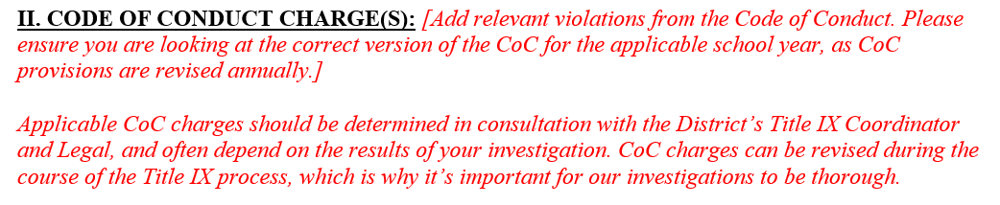 II. CODE OF CONDUCT CHARGE(S): [Add relevant violations from the Code of Conduct. Please
ensure you are looking at the correct version of the CoC for the applicable school year, as CoC
provisions are revised annually.]
Applicable CoC charges should be determined in consultation with the District’s Title IX Coordinator
and Legal, and often depend on the results of your investigation. CoC charges can be revised during the
course of the Title IX process, which is why it’s important for our investigations to be thorough.